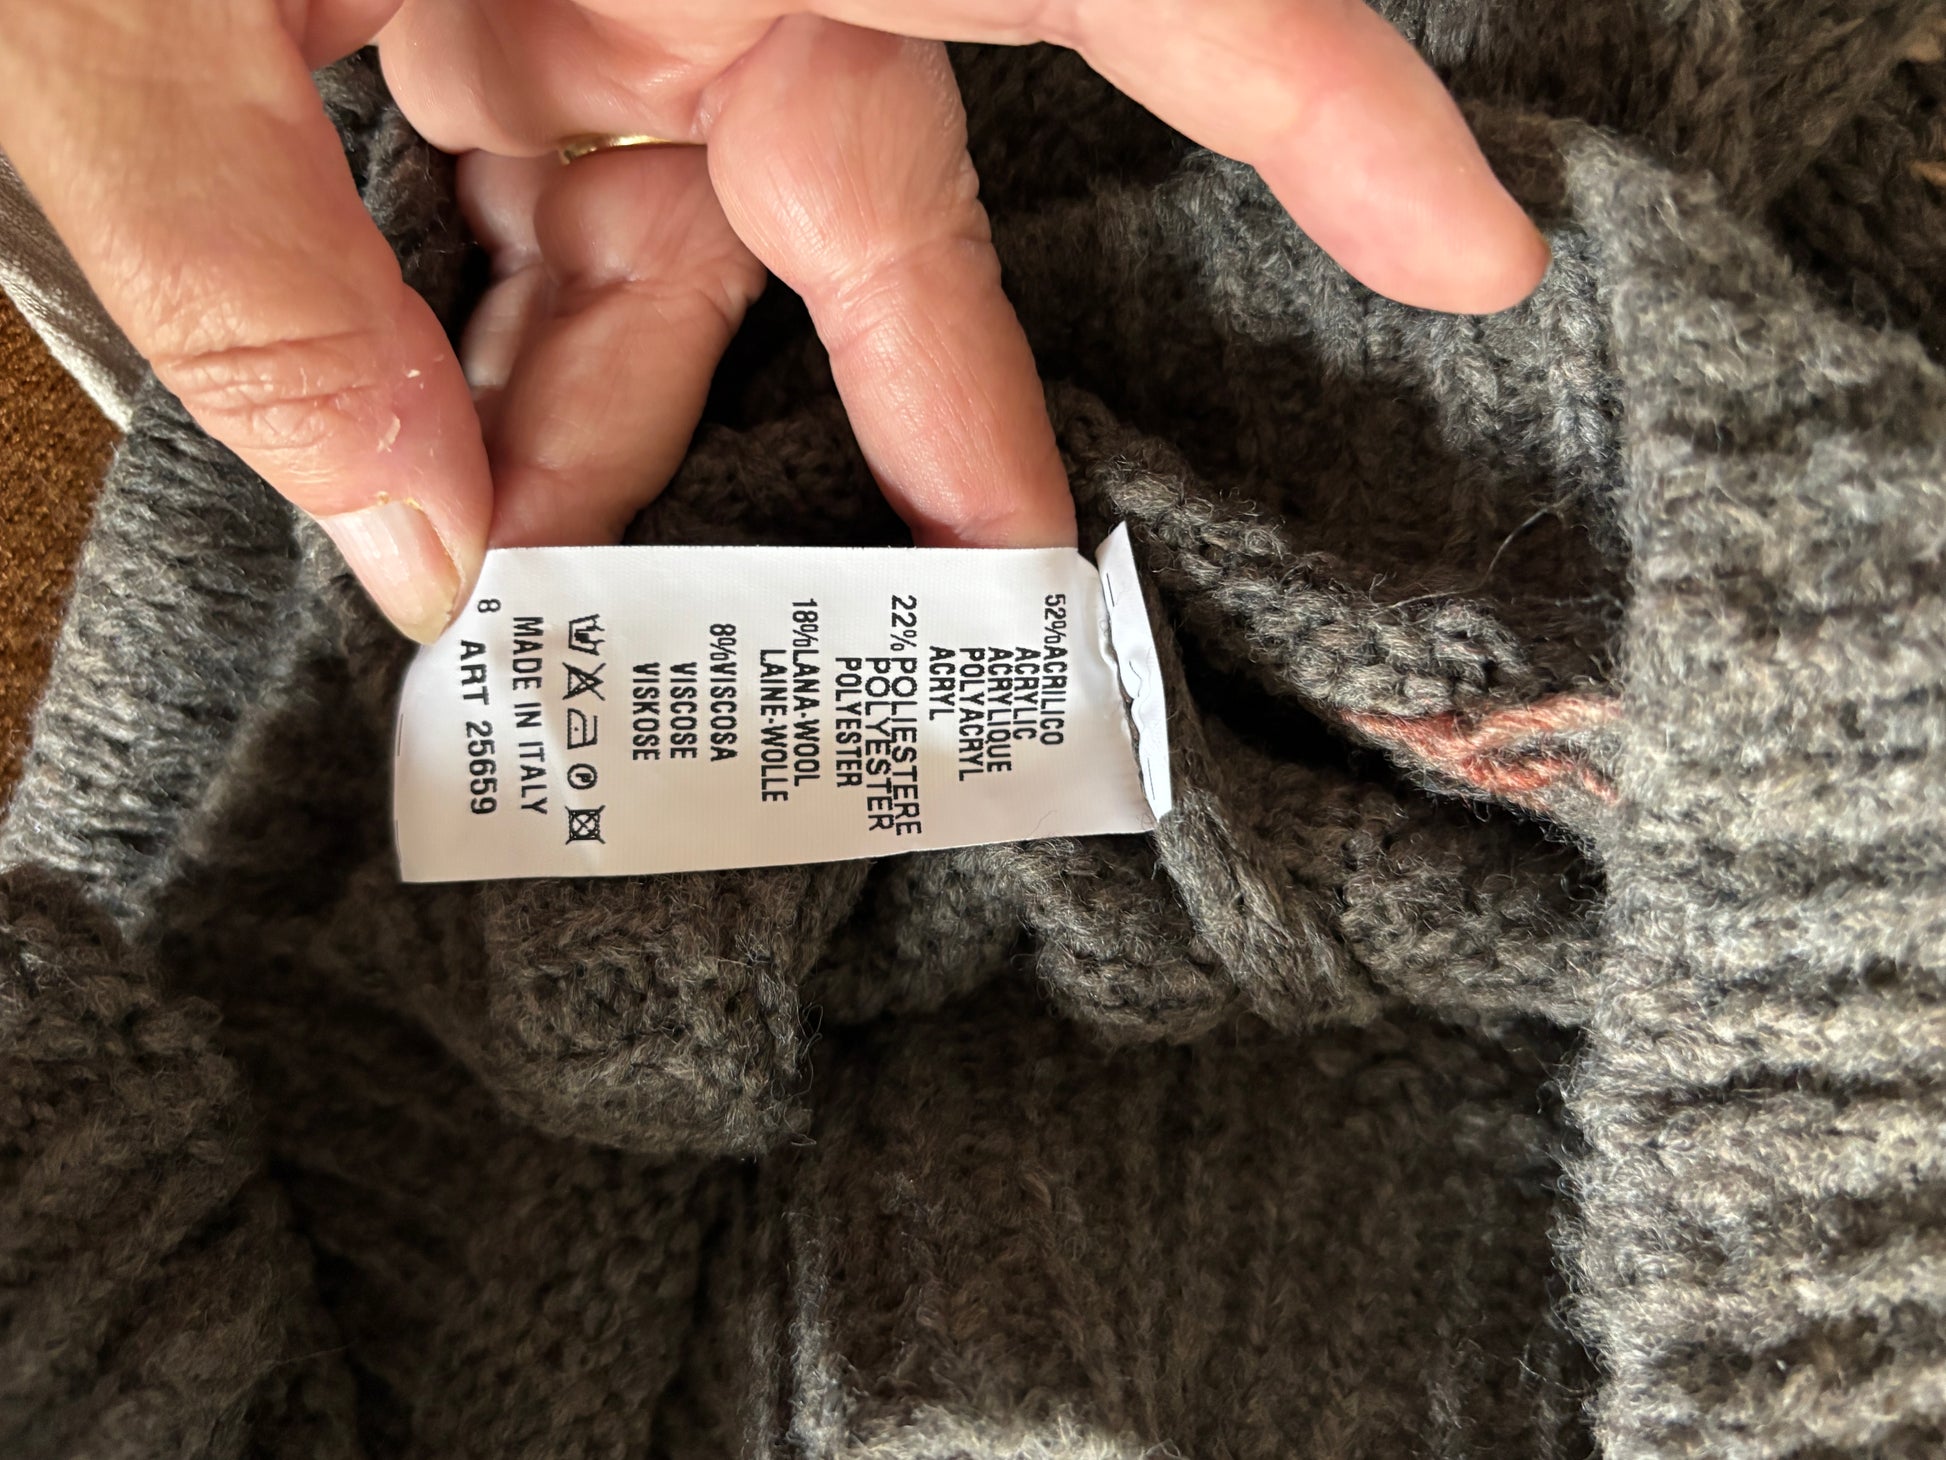 52%ACRILICO
ACRYLIC
ACRYLIQUE
POLYACRYL
ACRYL
22%POLIESTERE
POLYESTER
POLYESTER
18%LANA-WOOL
LAINE-WOLLE
8%VISCOSA
VISCOSE
VISKOSE
MADE IN ITALY
8 ART 25659